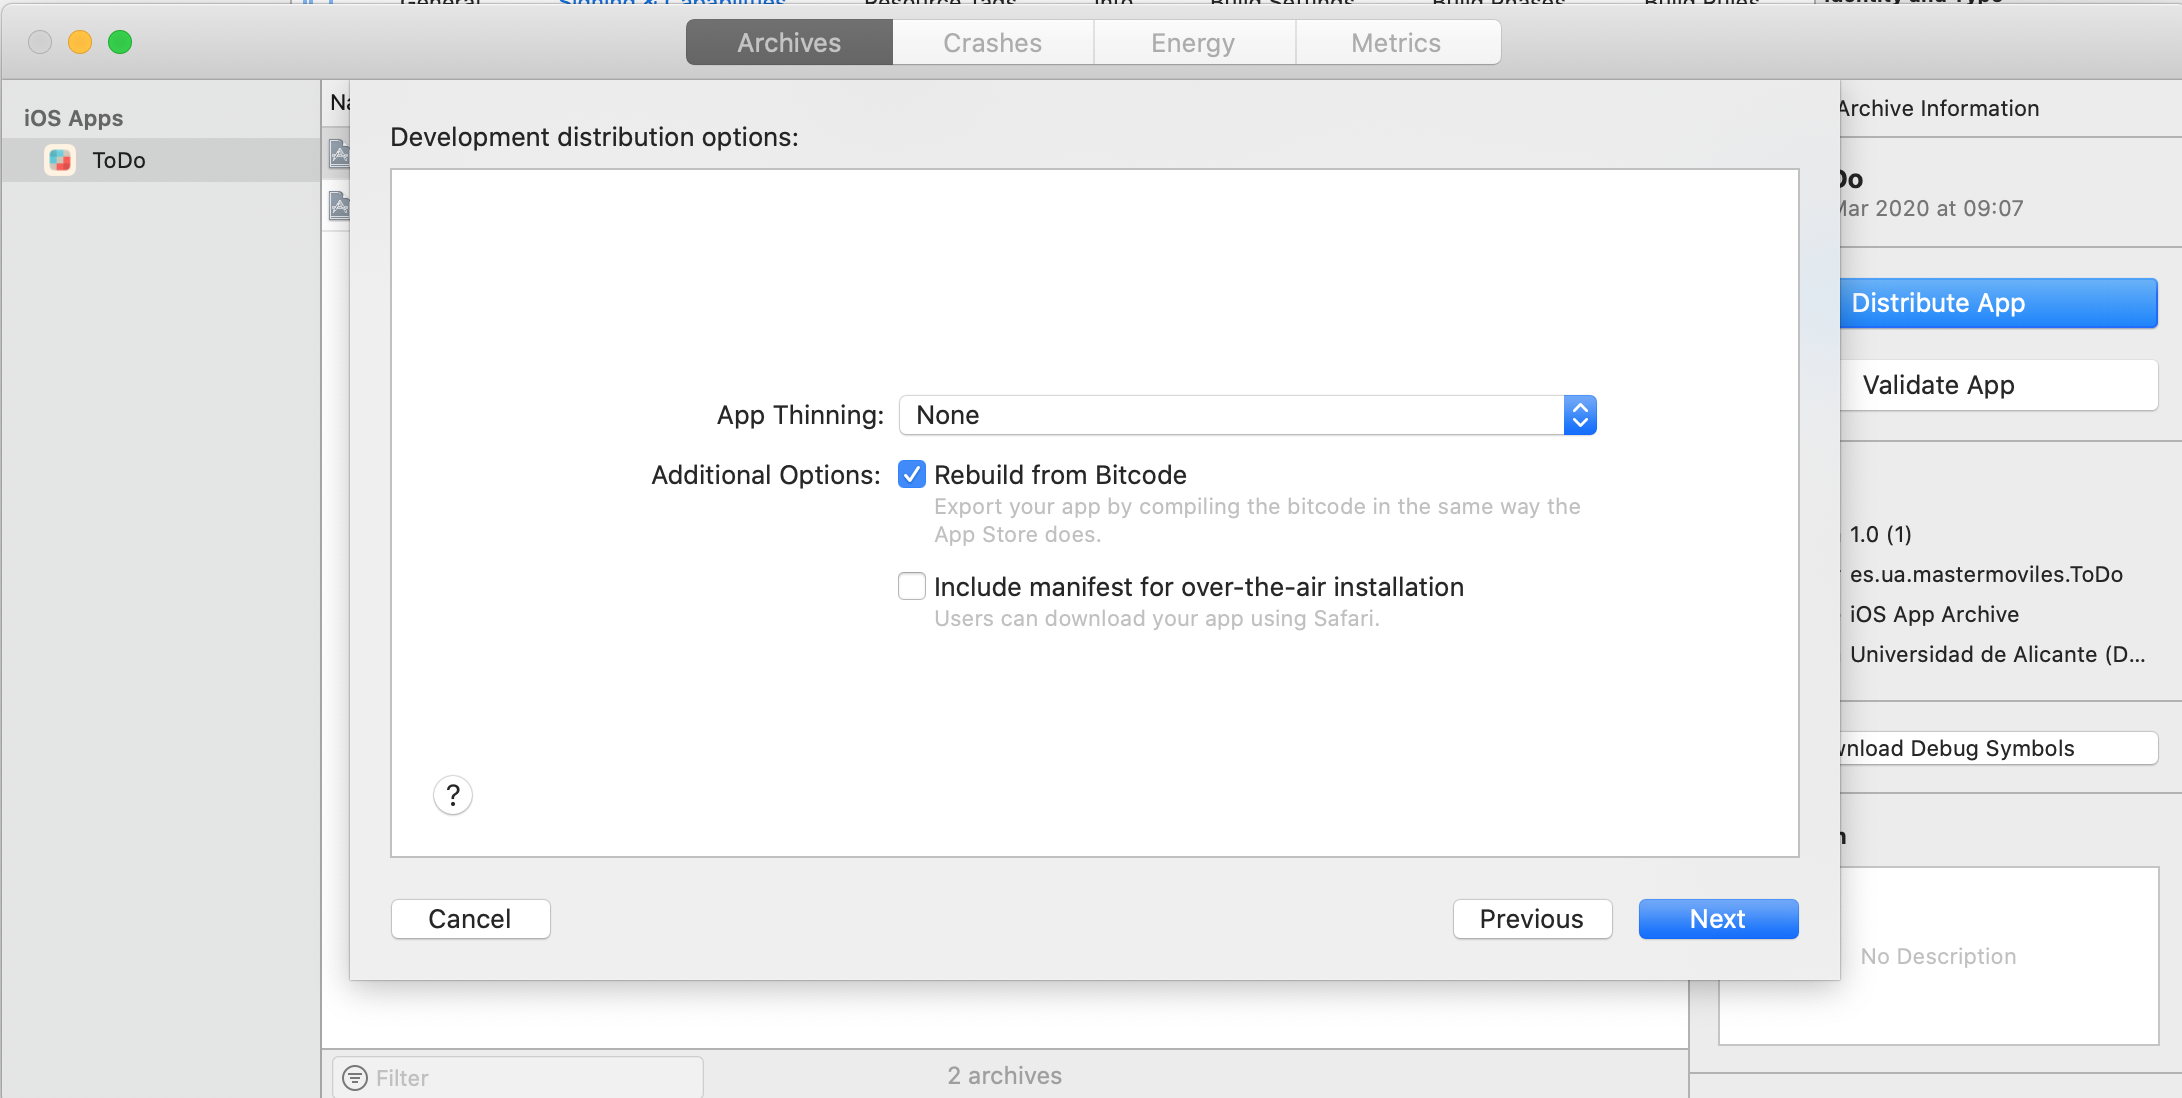 Signing & Capabilities
Archives
Crashes
Energy
Metrics
iOS Apps
ToDo
Development distribution options:
App Thinning:
None
Additional Options:
Rebuild from Bitcode
Export your app by compiling the bitcode in the same way the
App Store does.
Include manifest for over-the-air installation
Users can download your app using Safari.
?
Cancel
Previous
Next
Filter
2 archives
Archive Information
2020 at 09:07
Distribute App
Validate App
1.0 (1)
es.ua.mastermoviles.ToDo
iOS App Archive
Universidad de Alicante (D...
Debug Symbols
No Description